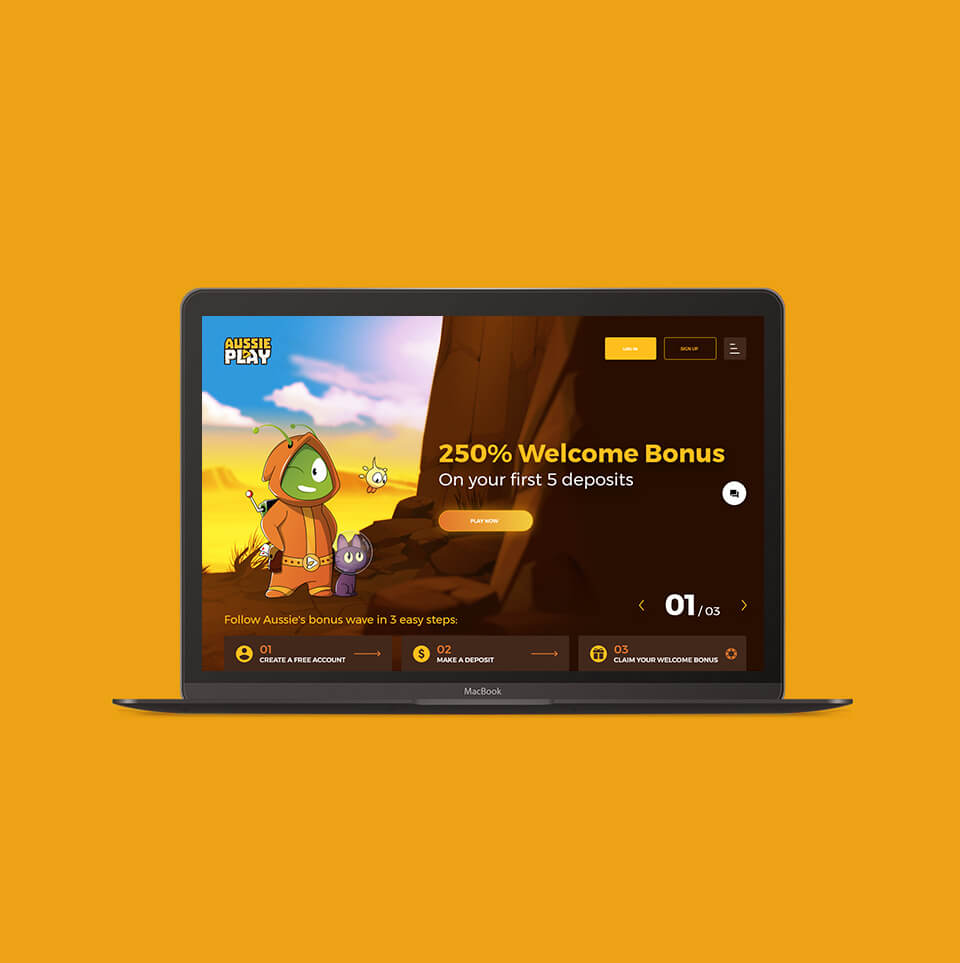 AUSSIE
PLAY
LOG IN
SIGN UP
250% Welcome Bonus
On your first 5 deposits
PLAY NOW
01 / 03
Follow Aussie's bonus wave in 3 easy steps:
01
CREATE A FREE ACCOUNT
02
MAKE A DEPOSIT
03
CLAIM YOUR WELCOME BONUS
MacBook